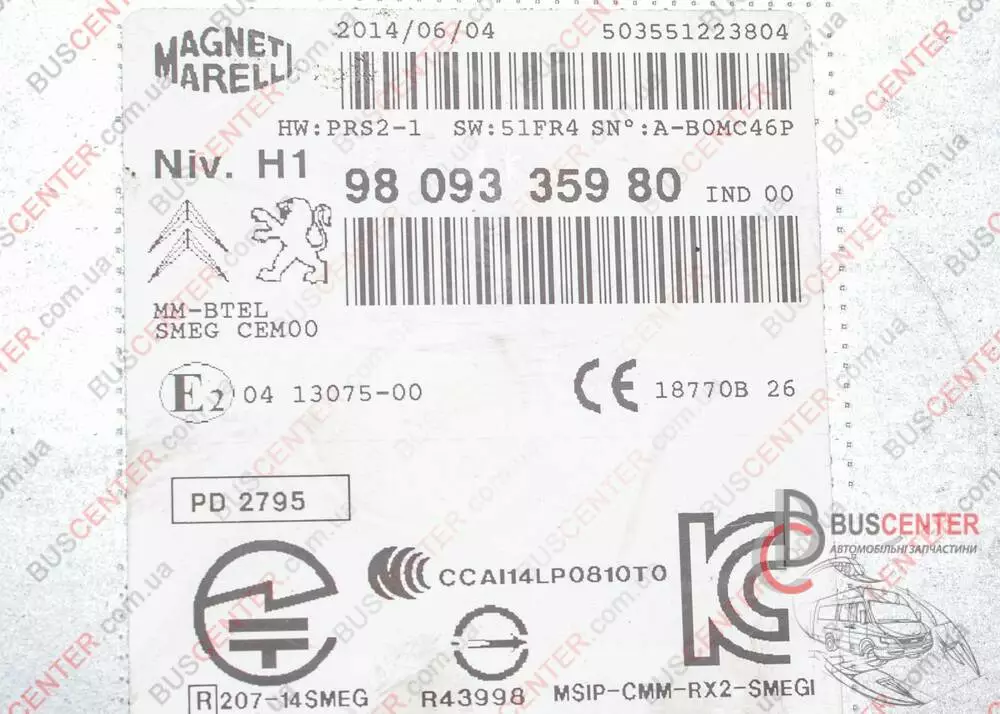 MAGNETI MARELLI
2014/06/04 503551223804
HW:PRS2-1 SW:51FR4 SN°:A-B0MC46P
Niv. H1
98 093 359 80 IND 00
MM-BTEL
SMEG CEM00
E2 04 13075-00
CE 18770B 26
PD 2795
CCAI14LP0810T0
R 207-14SMEG
R43998
MSIP-CMM-RX2-SMEGI
BUSCENTER
АВТОМОБІЛЬНІ ЗАПЧАСТИНИ
BUSCENTER.com.ua